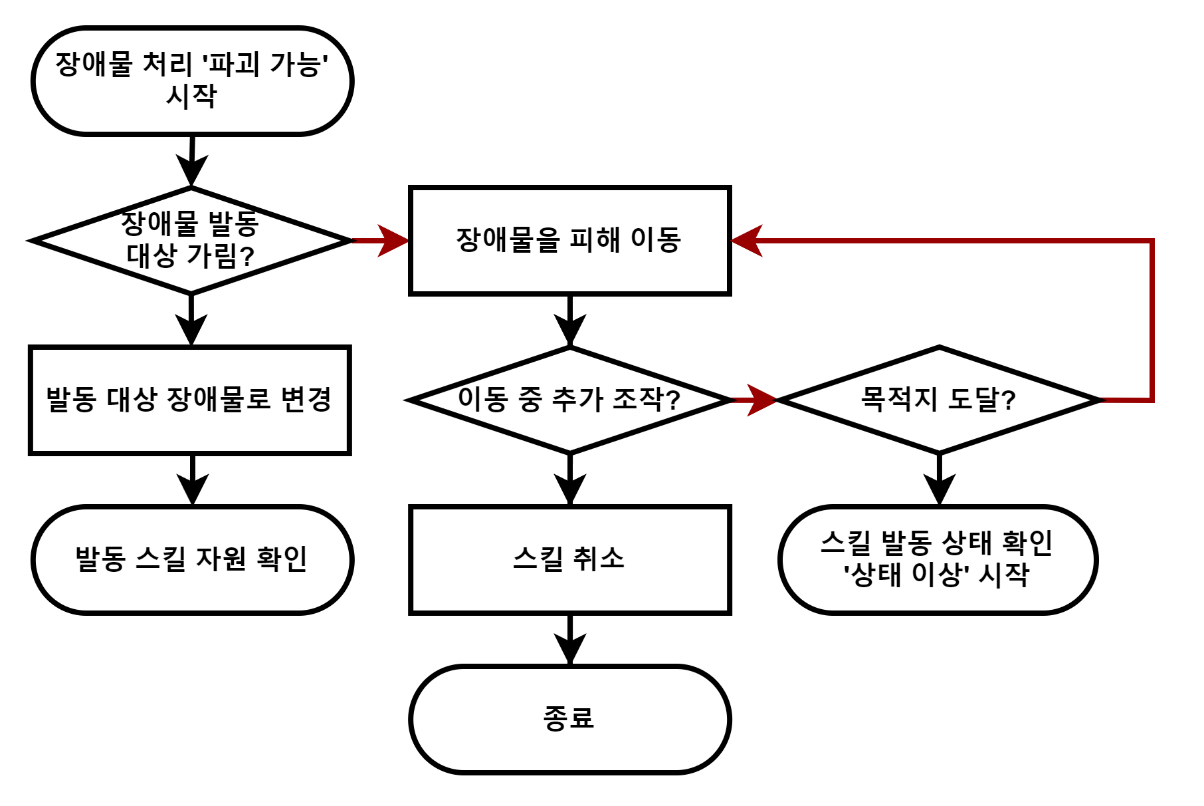 장애물 처리 '파괴 가능'
시작
장애물 발동
대상 가림?
장애물을 피해 이동
발동 대상 장애물로 변경
이동 중 추가 조작?
목적지 도달?
발동 스킬 자원 확인
스킬 취소
스킬 발동 상태 확인
'상태 이상' 시작
종료